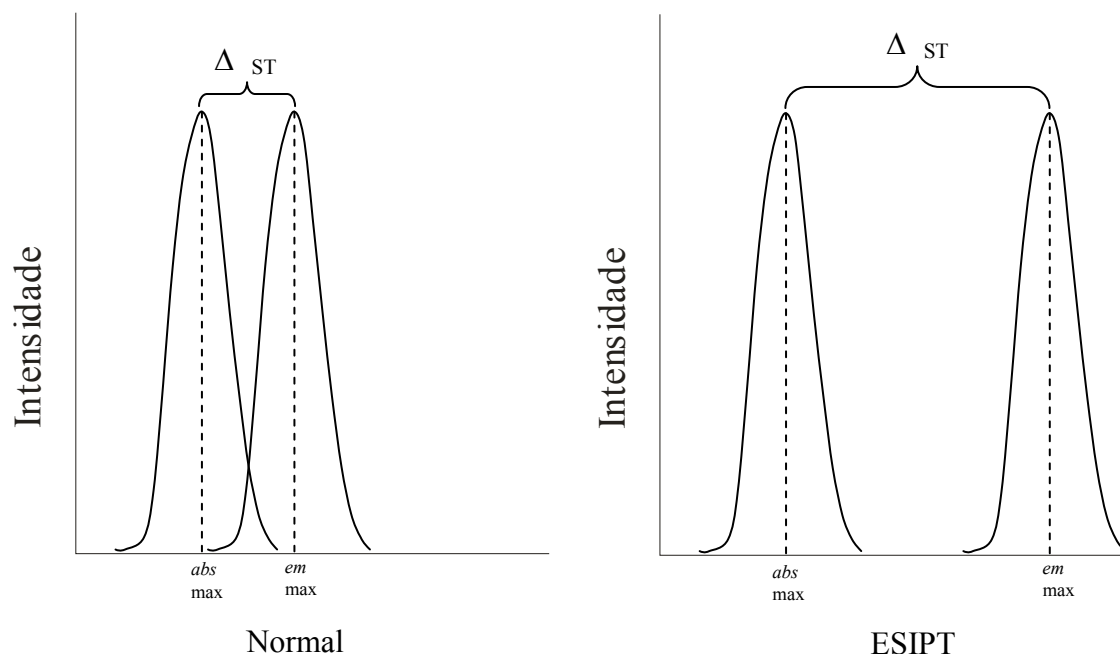 Δ ST
Intensidade
abs
max
em
max
Normal
Δ ST
Intensidade
abs
max
em
max
ESIPT